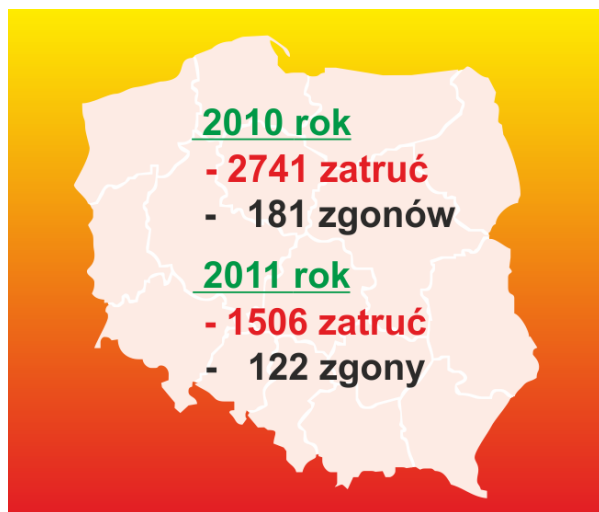 2010 rok
- 2741 zatruć
- 181 zgonów
2011 rok
- 1506 zatruć
- 122 zgony